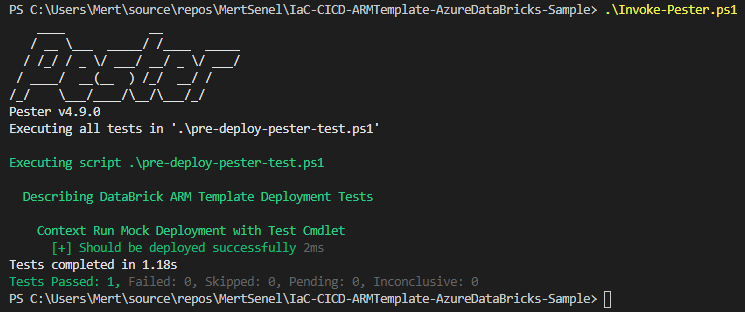 PS C:\Users\Mert\source\repos\MertSenel\IaC-CICD-ARMTemplate-AzureDataBricks-Sample> .\Invoke-Pester.ps1
Pester
Pester v4.9.0
Executing all tests in '.\pre-deploy-pester-test.ps1'
Executing script .\pre-deploy-pester-test.ps1
Describing DataBrick ARM Template Deployment Tests
Context Run Mock Deployment with Test Cmdlet
[+] Should be deployed successfully 2ms
Tests completed in 1.18s
Tests Passed: 1, Failed: 0, Skipped: 0, Pending: 0, Inconclusive: 0
PS C:\Users\Mert\source\repos\MertSenel\IaC-CICD-ARMTemplate-AzureDataBricks-Sample>